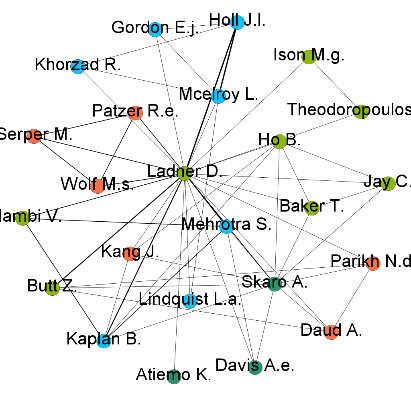 Holl J.l.
Gordon E.j.
Ison M.g.
Khorzad R.
Mcelroy L.
Patzer R.e.
Theodoropoulos
Serper M.
Ho B.
Ladner D.
Wolf M.s.
Jay C.
Baker T.
lambi V.
Mehrotra S.
Kang J.
Parikh N.d
Butt Z.
Skaro A.
Lindquist L.a.
Daud A.
Kaplan B.
Davis A.e.
Atiemo K.